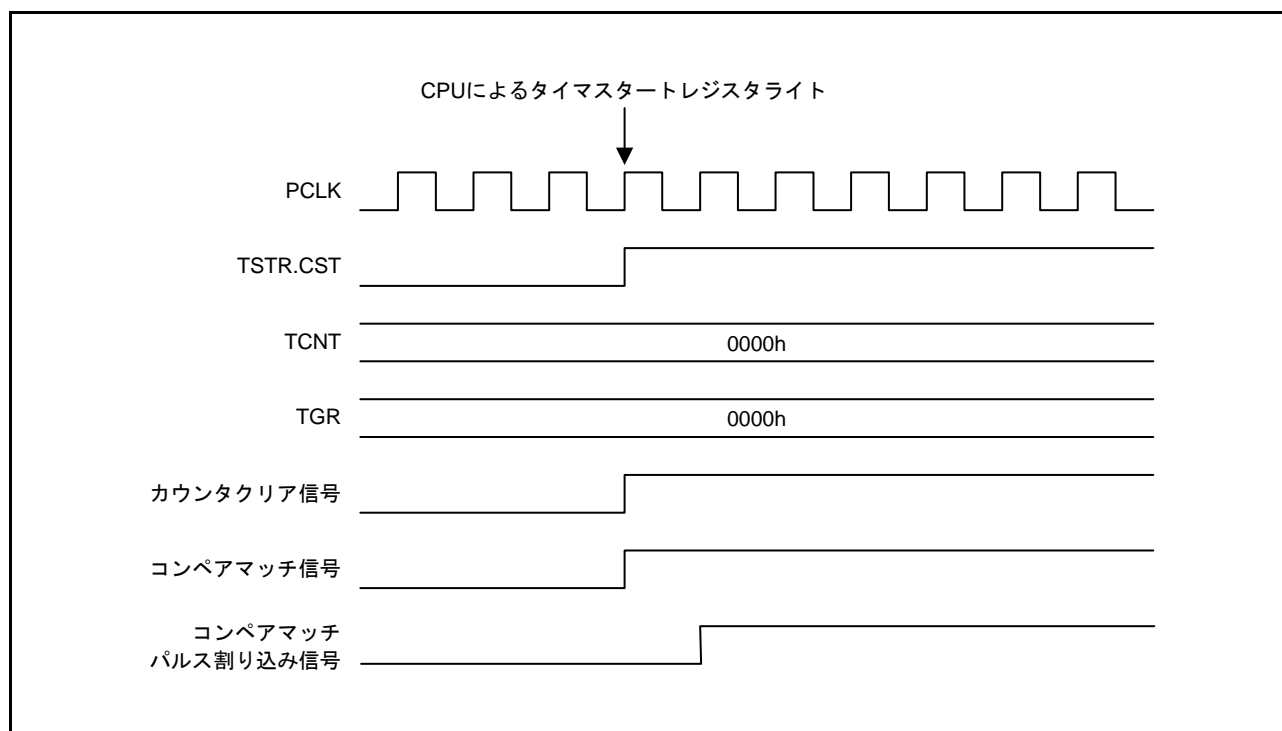 CPUによるタイマスタートレジスタライト
PCLK
TSTR.CST
TCNT
0000h
TGR
0000h
カウンタクリア信号
コンペアマッチ信号
コンペアマッチ
パルス割り込み信号